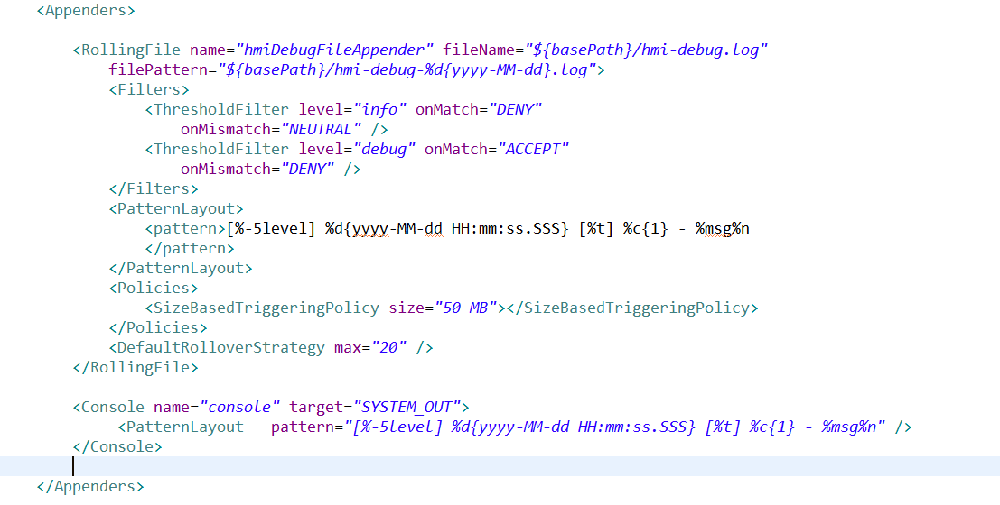 <Appenders>
<RollingFile name="hmiDebugFileAppender" fileName="${basePath}/hmi-debug.log"
filePattern="${basePath}/hmi-debug-%d{yyyy-MM-dd}.log">
<Filters>
<ThresholdFilter level="info" onMatch="DENY"
onMismatch="NEUTRAL" />
<ThresholdFilter level="debug" onMatch="ACCEPT"
onMismatch="DENY" />
</Filters>
<PatternLayout>
<pattern>[%-5level] %d{yyyy-MM-dd HH:mm:ss.SSS} [%t] %c{1} - %msg%n
</pattern>
</PatternLayout>
<Policies>
<SizeBasedTriggeringPolicy size="50 MB"></SizeBasedTriggeringPolicy>
</Policies>
<DefaultRolloverStrategy max="20" />
</RollingFile>
<Console name="console" target="SYSTEM_OUT">
<PatternLayout   pattern="[%-5level] %d{yyyy-MM-dd HH:mm:ss.SSS} [%t] %c{1} - %msg%n" />
</Console>
</Appenders>